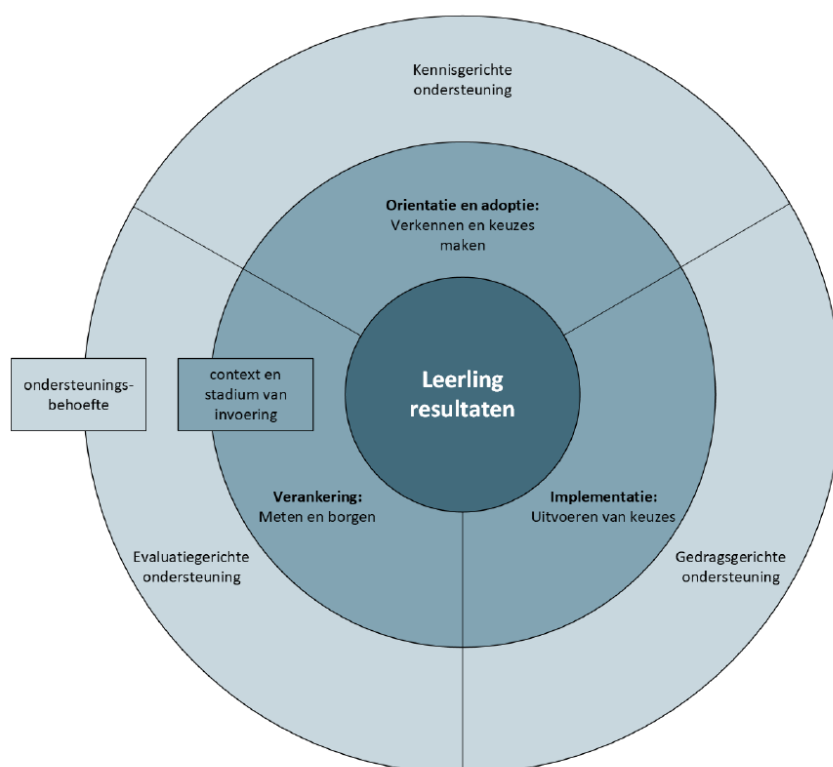 Kennisgerichte
ondersteuning
Orientatie en adoptie:
Verkennen en keuzes
maken
ondersteunings-
behoefte
context en
stadium van
invoering
Leerling
resultaten
Verankering:
Meten en borgen
Implementatie:
Uitvoeren van keuzes
Evaluatiegerichte
ondersteuning
Gedragsgerichte
ondersteuning